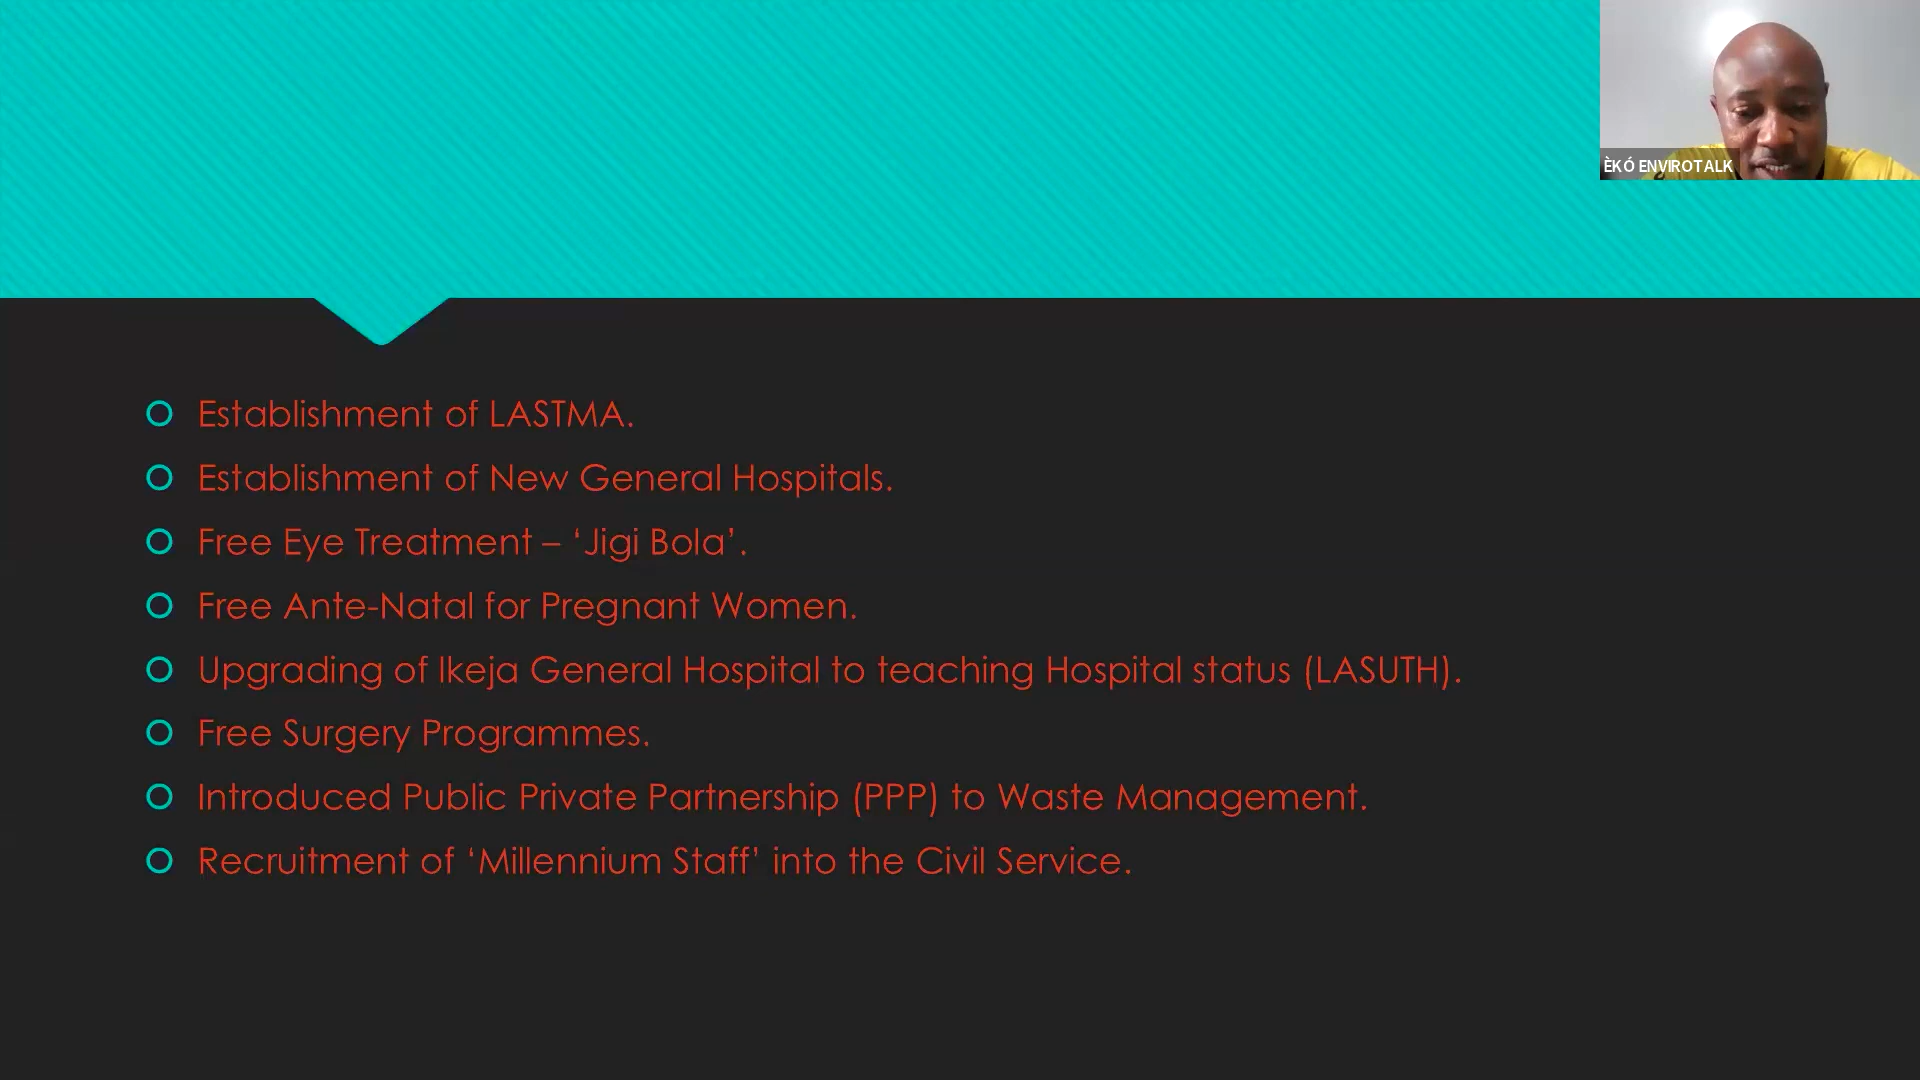 ÈKÓ ENVIROTALK
Establishment of LASTMA.
Establishment of New General Hospitals.
Free Eye Treatment – ‘Jigi Bola’.
Free Ante-Natal for Pregnant Women.
Upgrading of Ikeja General Hospital to teaching Hospital status (LASUTH).
Free Surgery Programmes.
Introduced Public Private Partnership (PPP) to Waste Management.
Recruitment of ‘Millennium Staff’ into the Civil Service.